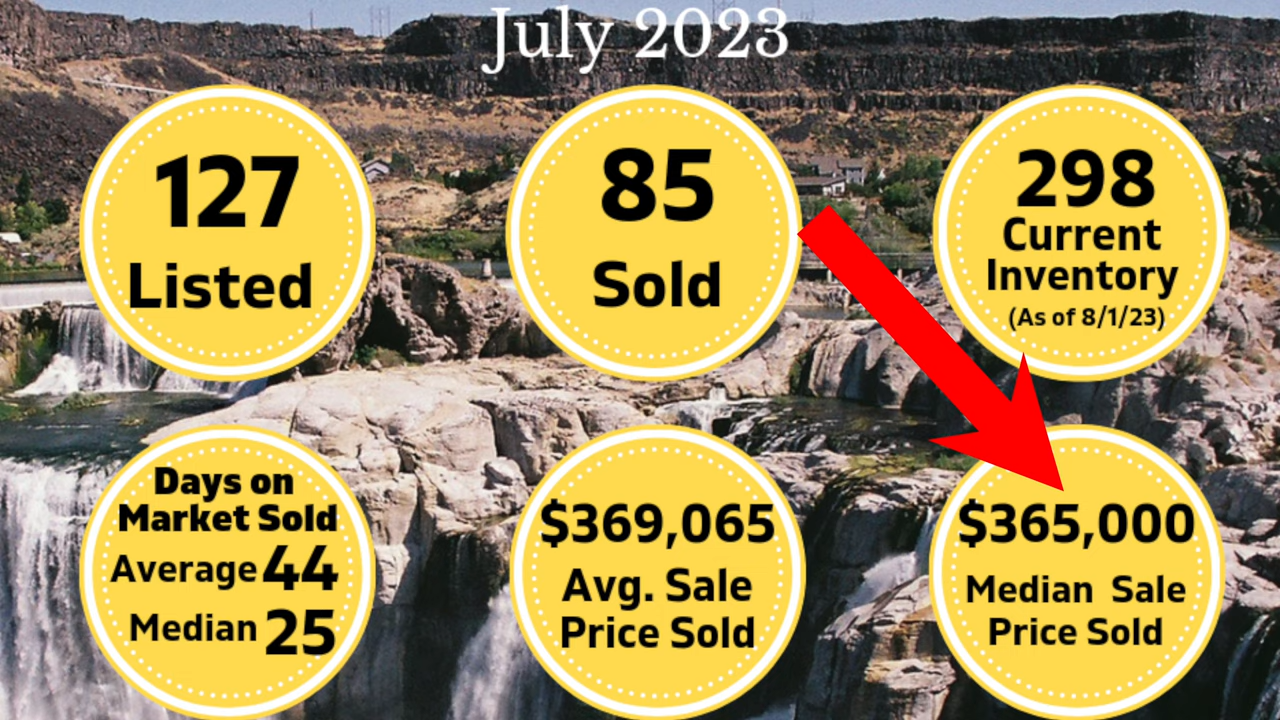 July 2023
127
Listed
85
Sold
298
Current
Inventory
(As of 8/1/23)
Days on
Market Sold
Average 44
Median 25
$369,065
Avg. Sale
Price Sold
$365,000
Median Sale
Price Sold